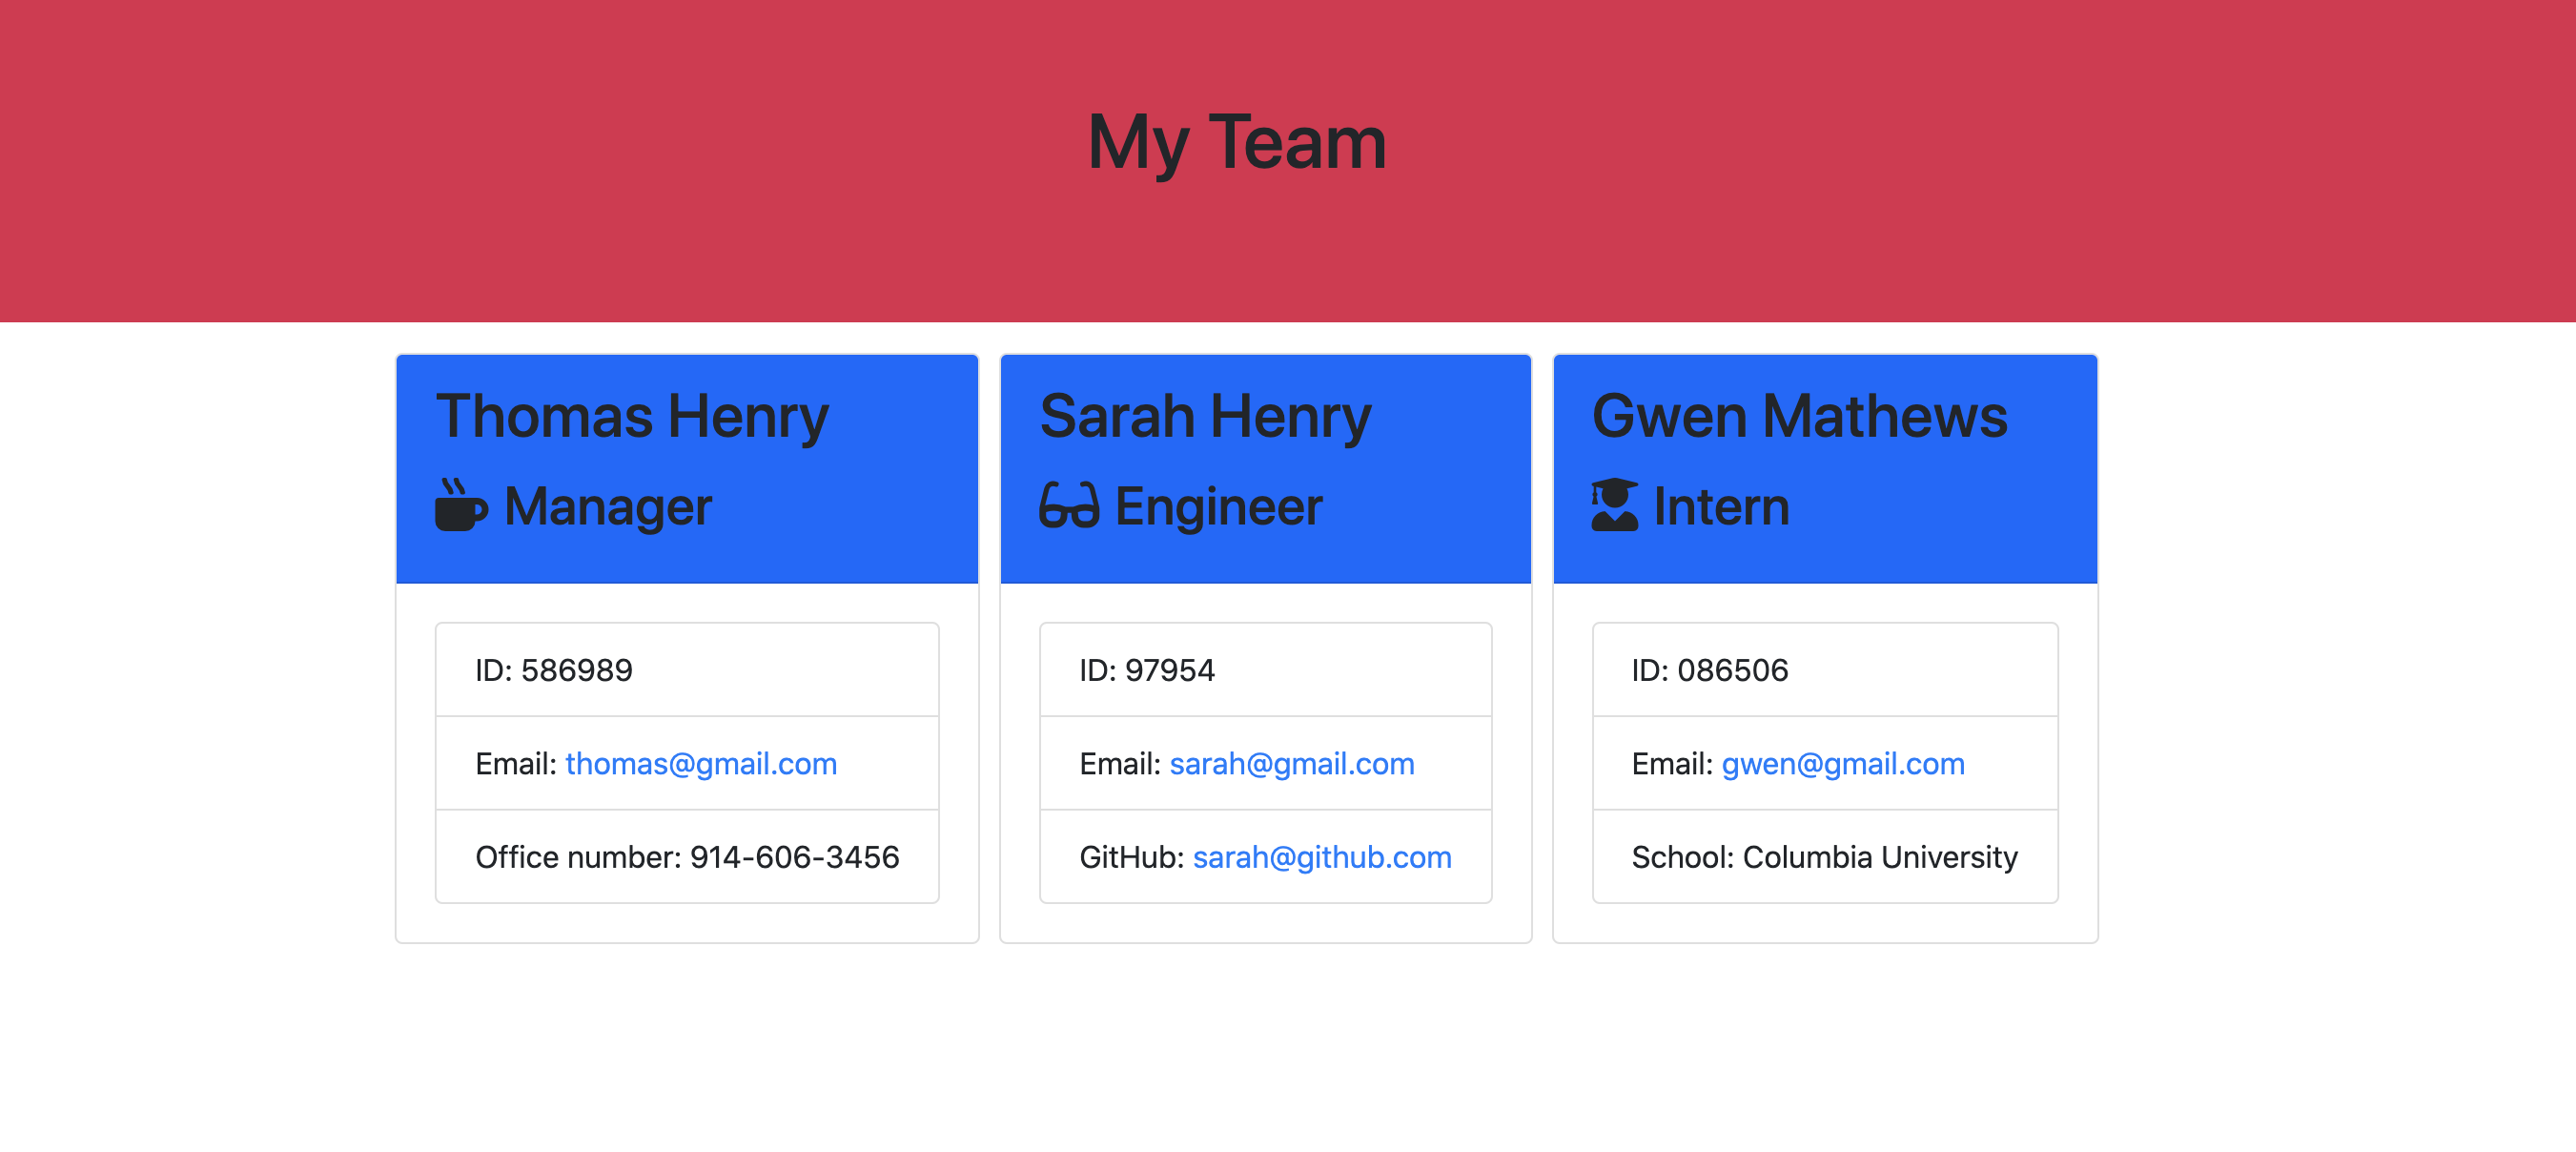 My Team
Thomas Henry
Manager
ID: 586989
Email: thomas@gmail.com
Office number: 914-606-3456
Sarah Henry
Engineer
ID: 97954
Email: sarah@gmail.com
GitHub: sarah@github.com
Gwen Mathews
Intern
ID: 086506
Email: gwen@gmail.com
School: Columbia University